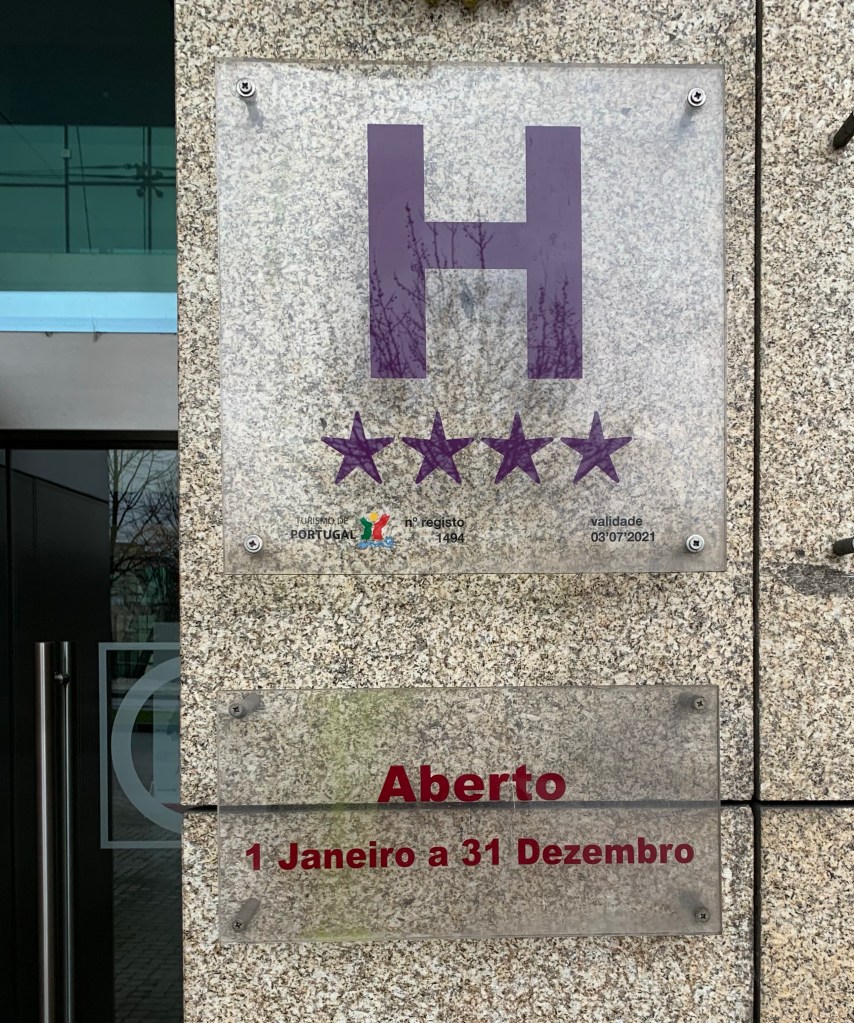 H
TURISMO DE
PORTUGAL
nº registo
1494
validade
03'07'2021
Aberto
1 Janeiro a 31 Dezembro